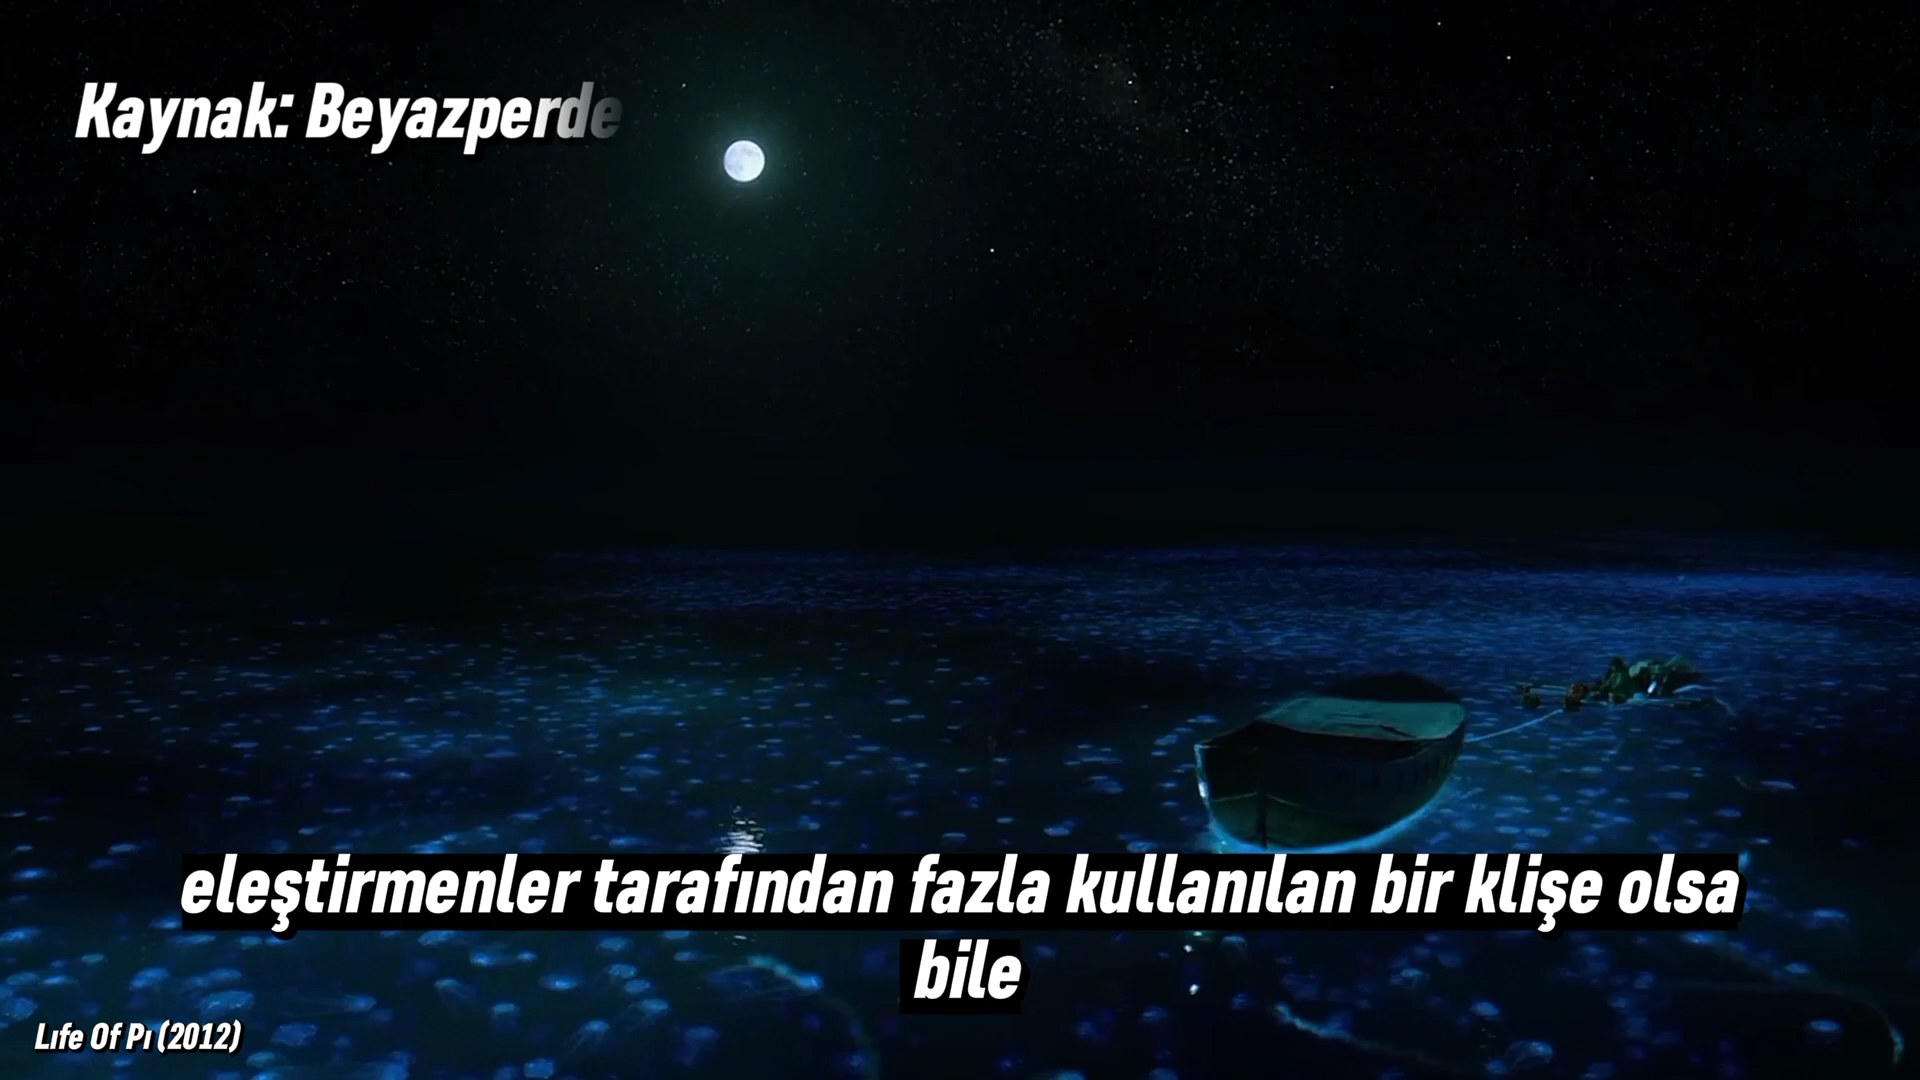 Kaynak: Beyazperde
eleştirmenler tarafından fazla kullanılan bir klişe olsa
bile
Lıfe Of Pı (2012)